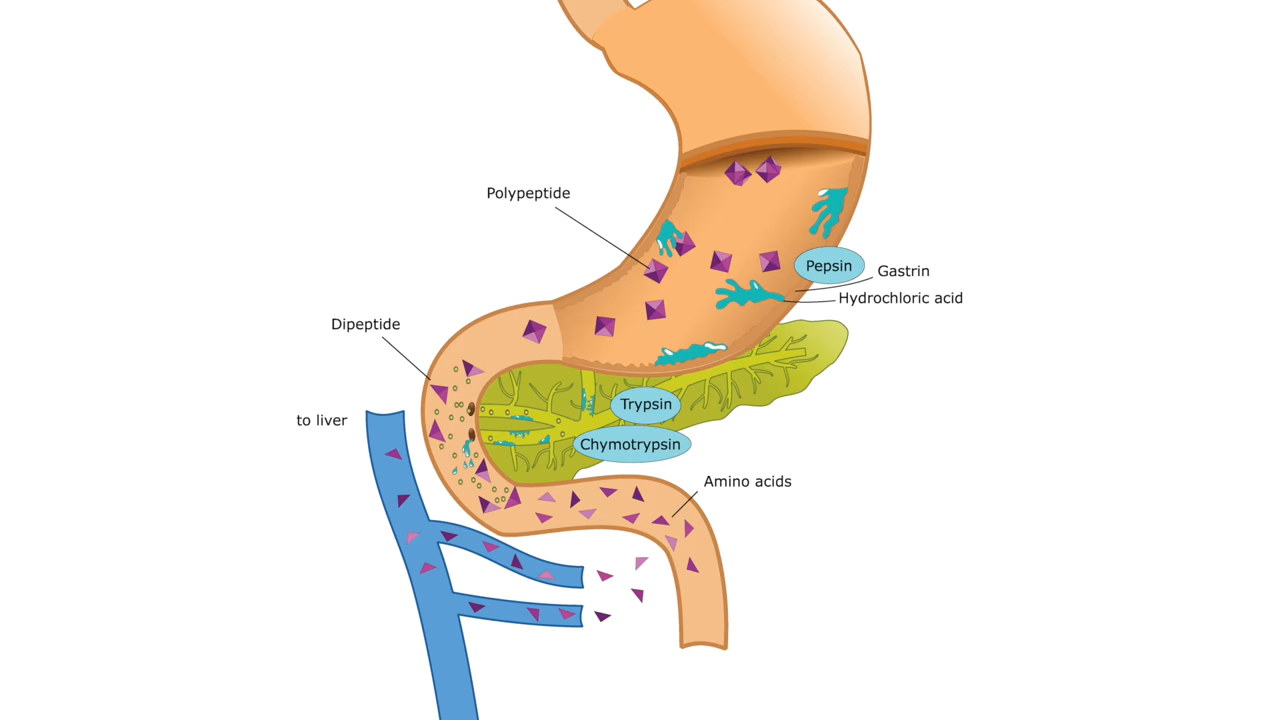 Polypeptide
Pepsin
Gastrin
Hydrochloric acid
Dipeptide
Trypsin
to liver
Chymotrypsin
Amino acids